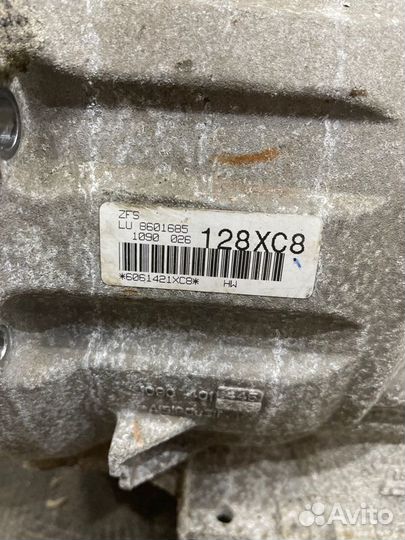 ZFS
LU 8601685
1090 026
128XC8
*6061421XC8*
HW
Avito